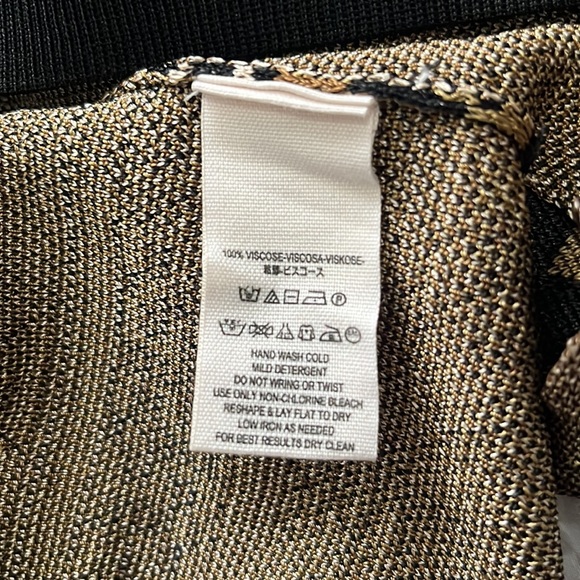 100% VISCOSE-VISCOSA-VISKOSE-
ビスコース
HAND WASH COLD
MILD DETERGENT
DO NOT WRING OR TWIST
USE ONLY NON-CHLORINE BLEACH
RESHAPE & LAY FLAT TO DRY
LOW IRON AS NEEDED
FOR BEST RESULTS DRY CLEAN